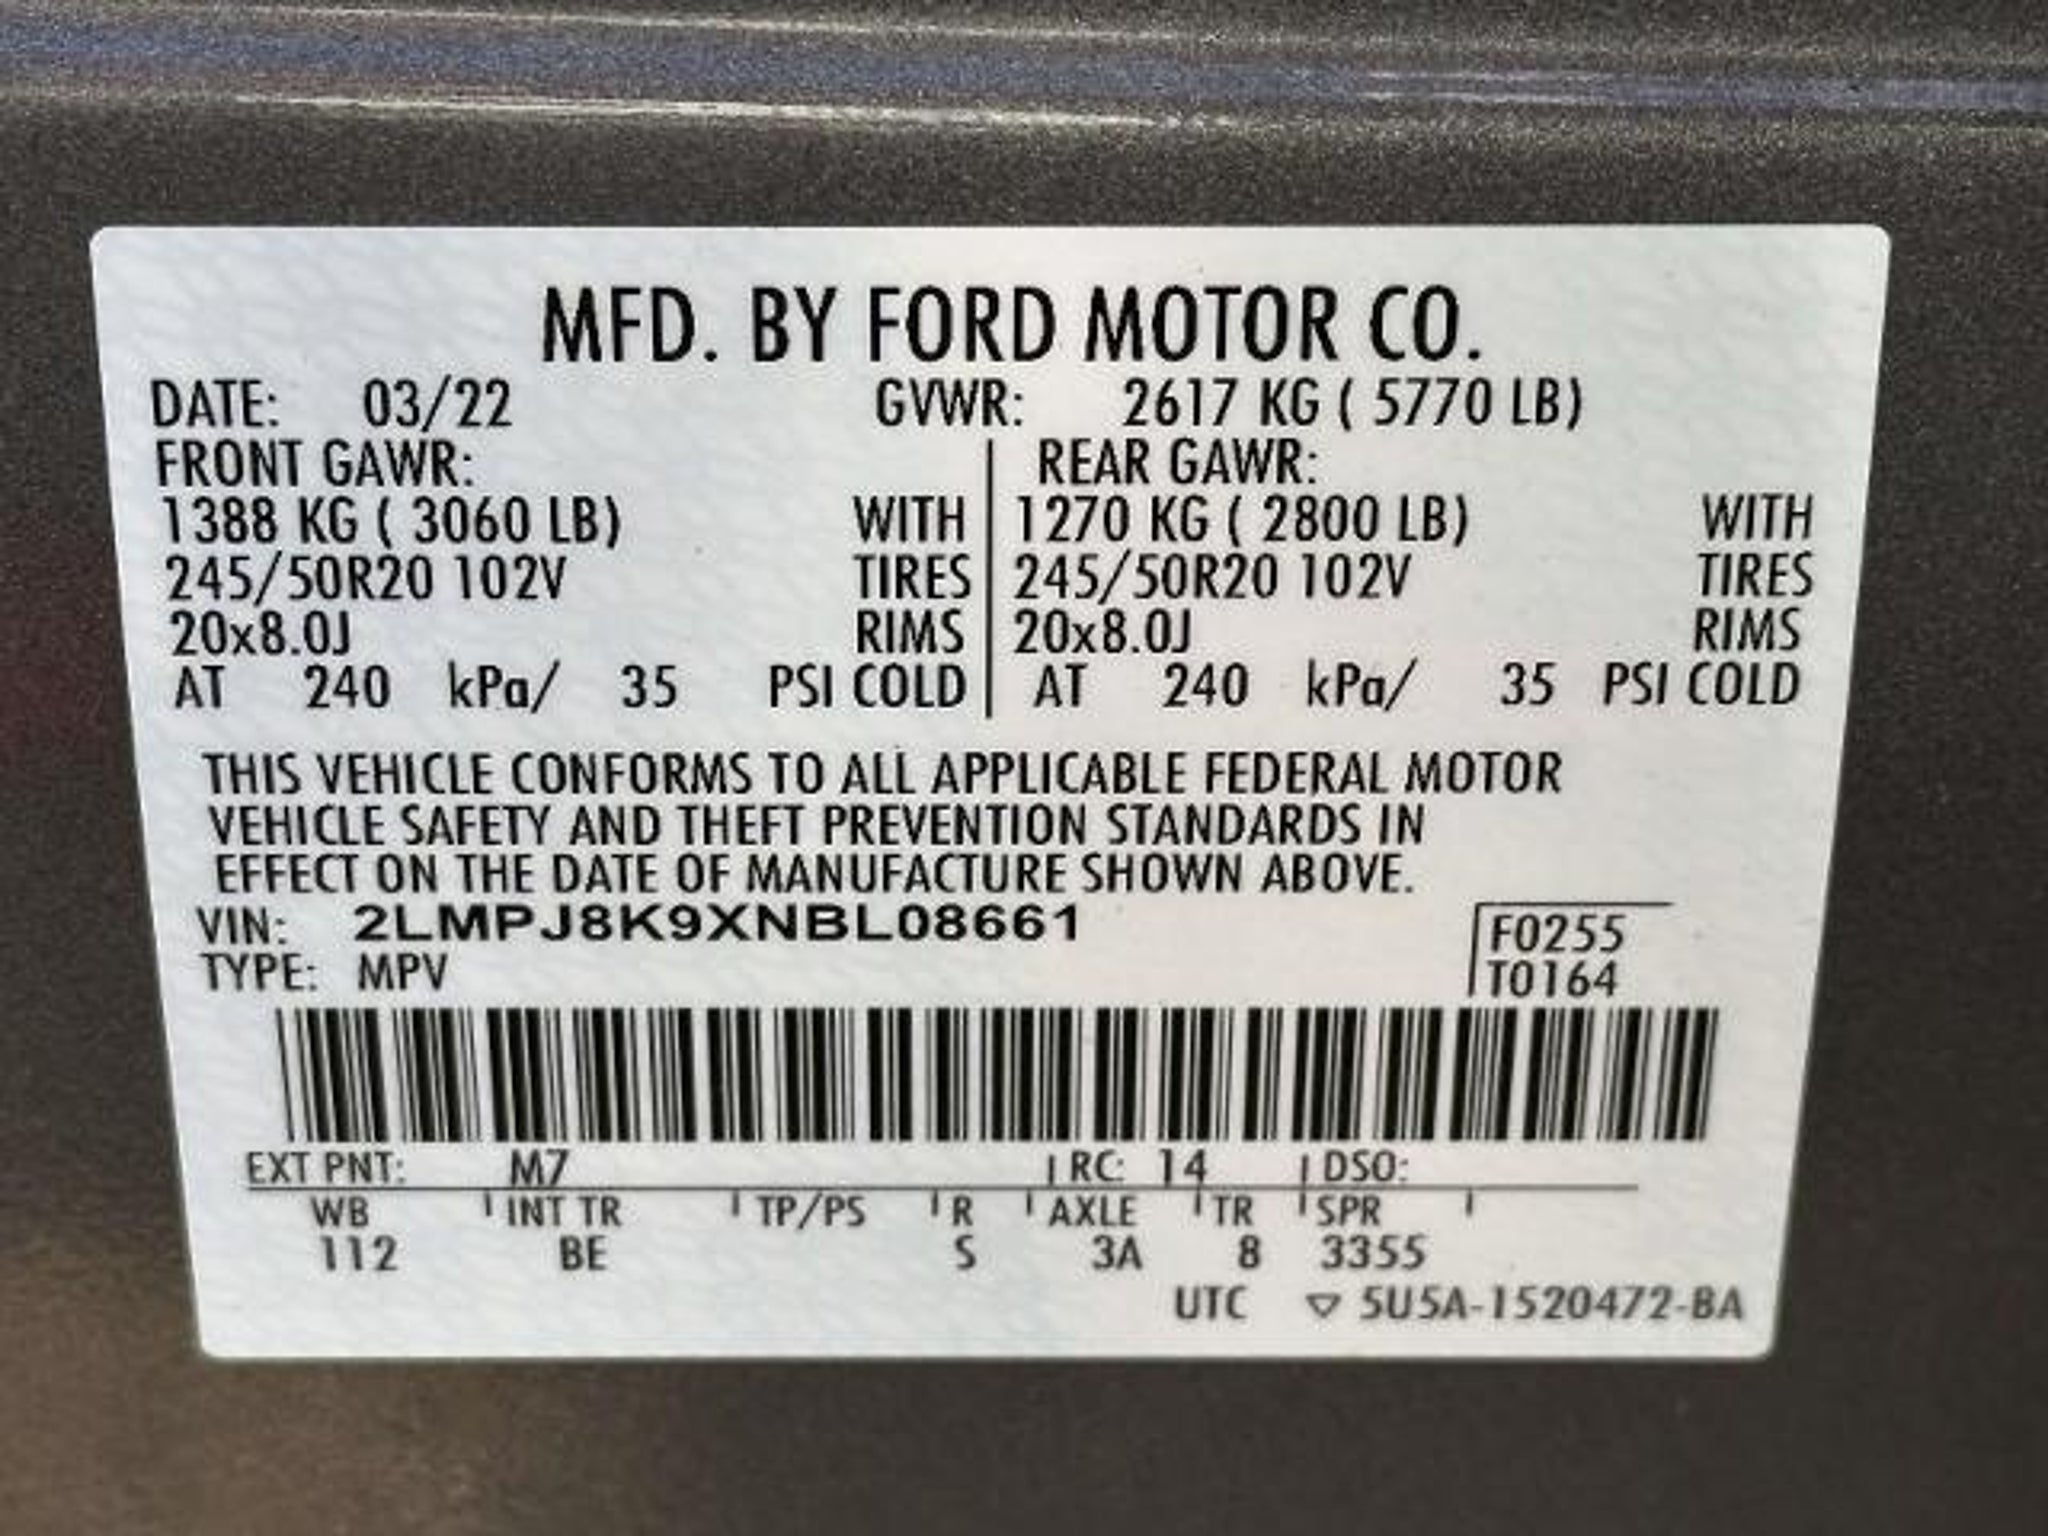 MFD. BY FORD MOTOR CO.
DATE: 03/22 GVWR: 2617 KG ( 5770 LB)
FRONT GAWR: REAR GAWR:
1388 KG ( 3060 LB) WITH 1270 KG ( 2800 LB) WITH
245/50R20 102V TIRES 245/50R20 102V TIRES
20x8.0J RIMS 20x8.0J RIMS
AT 240 kPa/ 35 PSI COLD AT 240 kPa/ 35 PSI COLD
THIS VEHICLE CONFORMS TO ALL APPLICABLE FEDERAL MOTOR
VEHICLE SAFETY AND THEFT PREVENTION STANDARDS IN
EFFECT ON THE DATE OF MANUFACTURE SHOWN ABOVE.
VIN: 2LMPJ8K9XNBL08661 F0255
TYPE: MPV T0164
EXT PNT: M7 RC: 14 DSO:
WB INT TR TP/PS R AXLE TR SPR
112 BE S 3A 8 3355
UTC ▽ 5U5A-1520472-BA